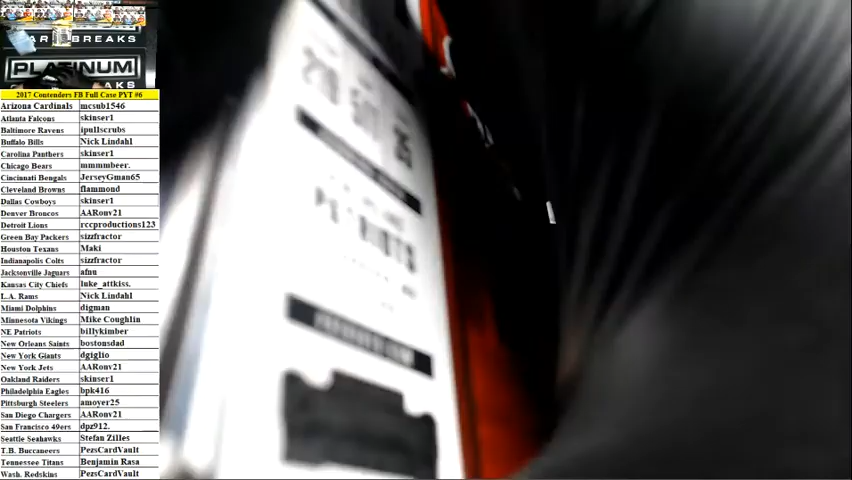 AR BREAKS
PLATINUM
AKS
2017 Contenders FB Full Case PYT #6
Arizona Cardinals mcsub1546
Atlanta Falcons skinser1
Baltimore Ravens ipullscrubs
Buffalo Bills Nick Lindahl
Carolina Panthers skinser1
Chicago Bears mmmmbeer.
Cincinnati Bengals JerseyGman65
Cleveland Browns flammond
Dallas Cowboys skinser1
Denver Broncos AARonv21
Detroit Lions rccproductions123
Green Bay Packers sizzfractor
Houston Texans Maki
Indianapolis Colts sizzfractor
Jacksonville Jaguars afnu
Kansas City Chiefs luke_attkiss.
L.A. Rams Nick Lindahl
Miami Dolphins digman
Minnesota Vikings Mike Coughlin
NE Patriots billykimber
New Orleans Saints bostonsdad
New York Giants dgiglio
New York Jets AARonv21
Oakland Raiders skinser1
Philadelphia Eagles bpk416
Pittsburgh Steelers amoyer25
San Diego Chargers AARonv21
San Francisco 49ers dpz912.
Seattle Seahawks Stefan Zilles
T.B. Buccaneers PezsCardVault
Tennessee Titans Benjamin Rasa
Wash. Redskins PezsCardVault
PATRIOTS